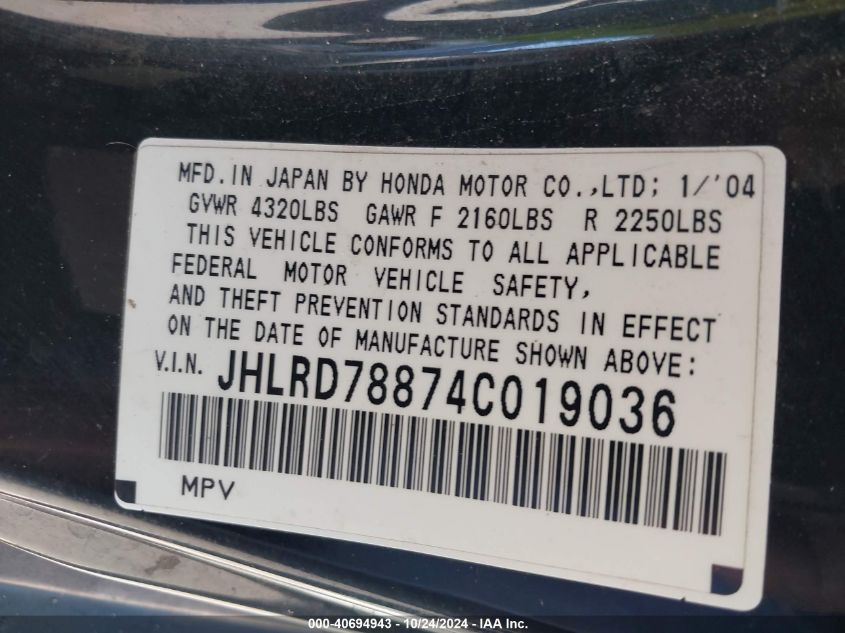 MFD. IN JAPAN BY HONDA MOTOR CO.,LTD; 1/'04
GVWR 4320LBS GAWR F 2160LBS R 2250LBS
THIS VEHICLE CONFORMS TO ALL APPLICABLE
FEDERAL MOTOR VEHICLE SAFETY,
AND THEFT PREVENTION STANDARDS IN EFFECT
ON THE DATE OF MANUFACTURE SHOWN ABOVE:
V.I.N. JHLRD78874C019036
MPV
000-40694943 - 10/24/2024 - IAA Inc.